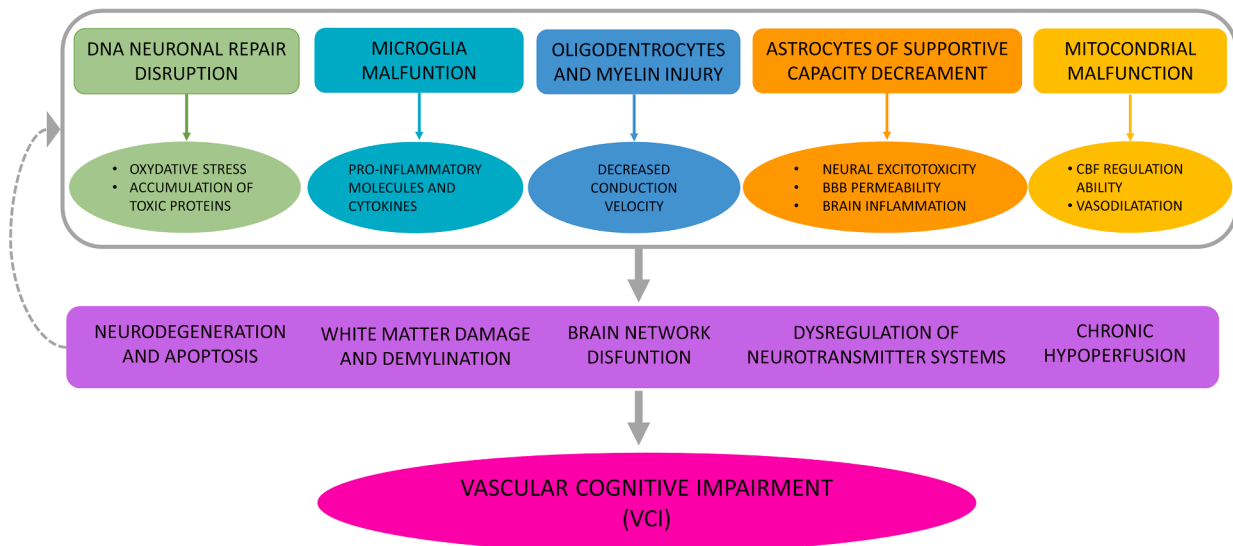 DNA NEURONAL REPAIR
DISRUPTION
MICROGLIA
MALFUNTION
OLIGODENTROCYTES
AND MYELIN INJURY
ASTROCYTES OF SUPPORTIVE
CAPACITY DECREAMENT
MITOCONDRIAL
MALFUNCTION
• OXYDATIVE STRESS
• ACCUMULATION OF
TOXIC PROTEINS
PRO-INFLAMMATORY
MOLECULES AND
CYTOKINES
DECREASED
CONDUCTION
VELOCITY
• NEURAL EXCITOTOXICITY
• BBB PERMEABILITY
• BRAIN INFLAMMATION
• CBF REGULATION
ABILITY
• VASODILATATION
NEURODEGENERATION
AND APOPTOSIS
WHITE MATTER DAMAGE
AND DEMYLINATION
BRAIN NETWORK
DISFUNTION
DYSREGULATION OF
NEUROTRANSMITTER SYSTEMS
CHRONIC
HYPOPERFUSION
VASCULAR COGNITIVE IMPAIRMENT
(VCI)